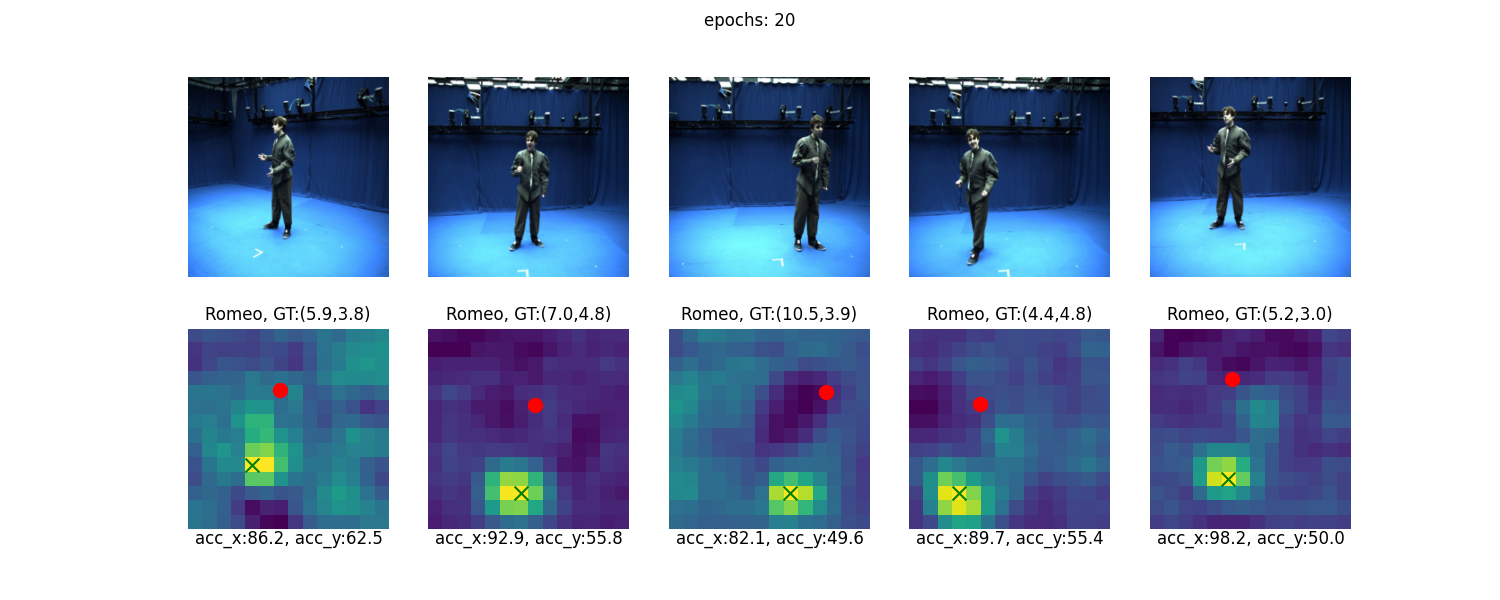 epochs: 20
Romeo, GT:(5.9,3.8)
Romeo, GT:(7.0,4.8)
Romeo, GT:(10.5,3.9)
Romeo, GT:(4.4,4.8)
Romeo, GT:(5.2,3.0)
acc_x:86.2, acc_y:62.5
acc_x:92.9, acc_y:55.8
acc_x:82.1, acc_y:49.6
acc_x:89.7, acc_y:55.4
acc_x:98.2, acc_y:50.0